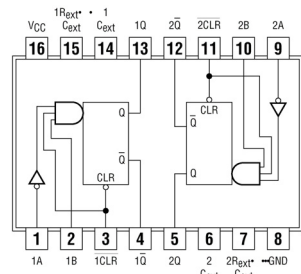 1Rext• • 1
VCC Cext Cext 1Q 2Q̅ 2CLR 2B 2A
16 15 14 13 12 11 10 9
Q Q̅ CLR
Q̅ Q
CLR
1 2 3 4 5 6 7 8
1A 1B 1CLR 1Q̅ 2Q 2 2Rext• ••GND
Cext Cext